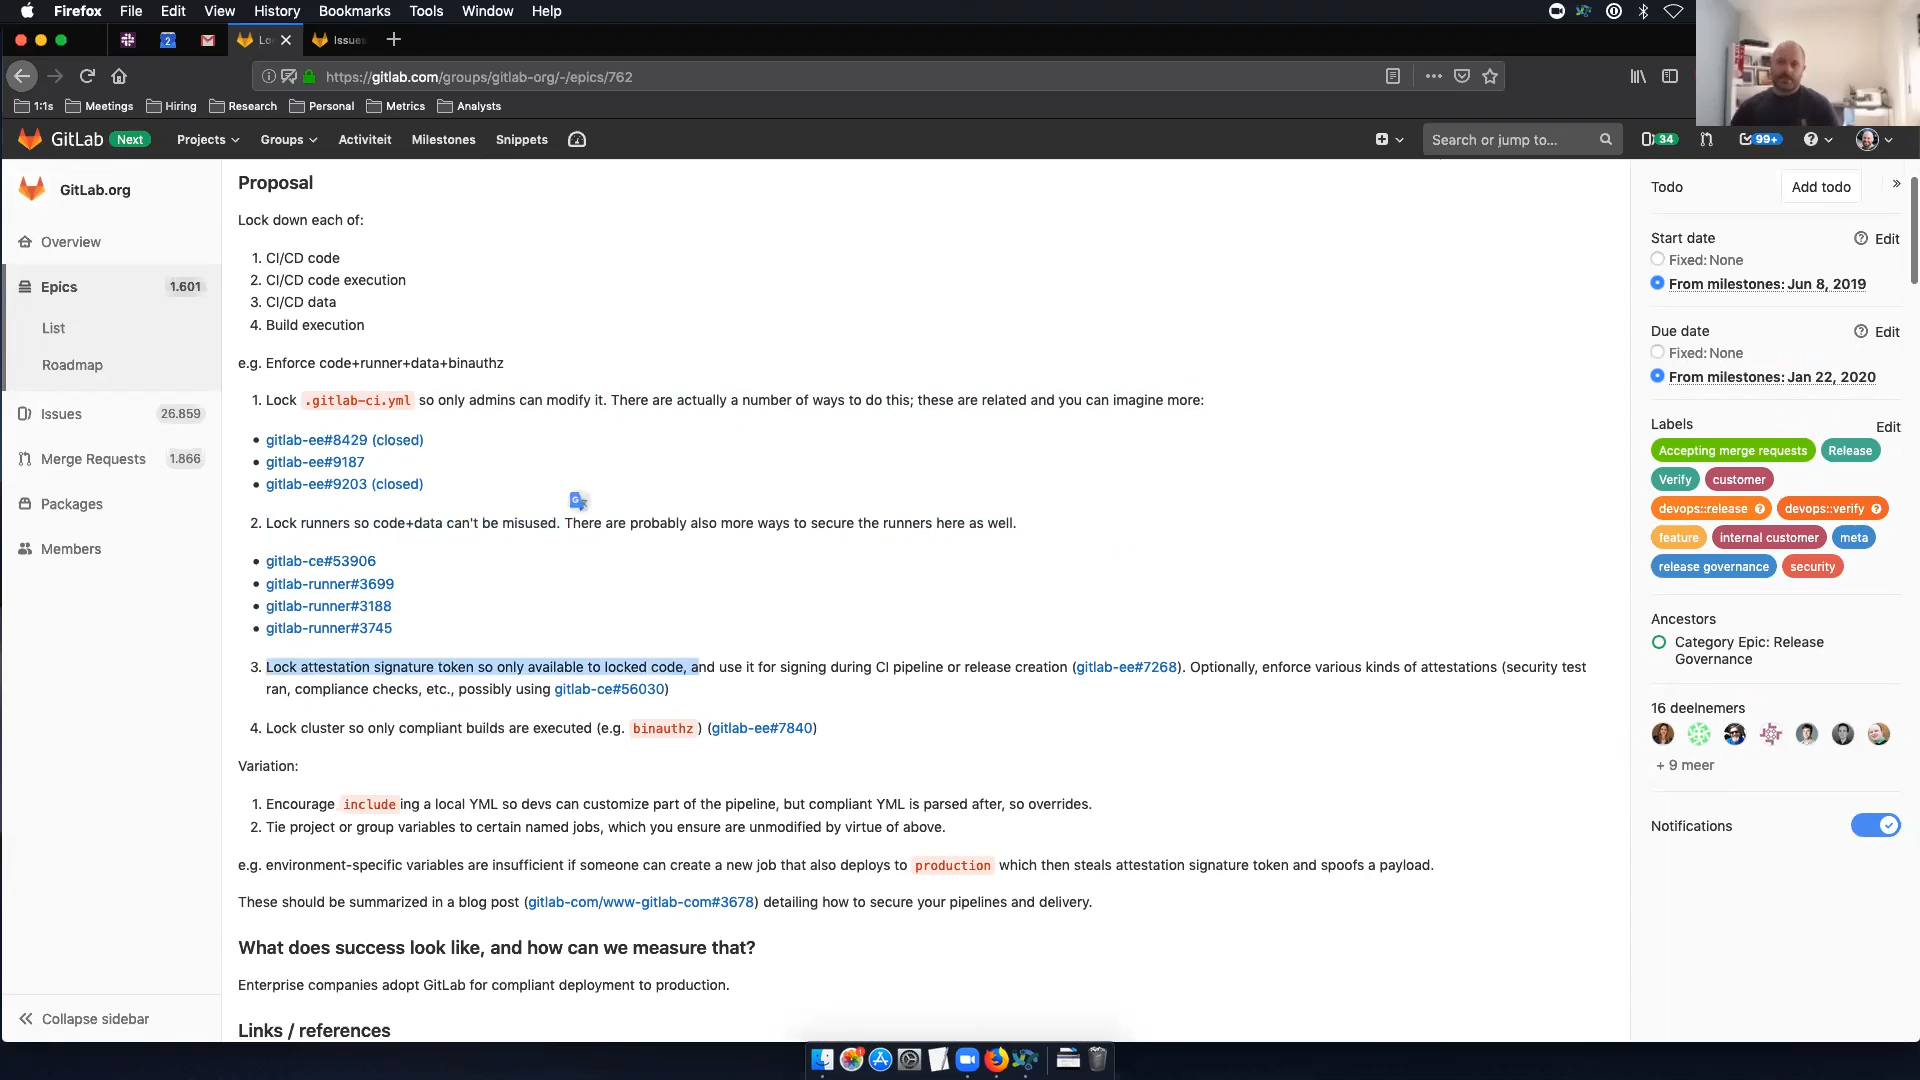 Firefox File Edit View History Bookmarks Tools Window Help
2 Lo Issues
https://gitlab.com/groups/gitlab-org/-/epics/762
1:1s Meetings Hiring Research Personal Metrics Analysts
GitLab Next Projects Groups Activiteit Milestones Snippets Search or jump to... 34 99+
GitLab.org
Overview
Epics 1.601
List
Roadmap
Issues 26.859
Merge Requests 1.866
Packages
Members
Collapse sidebar
Proposal
Lock down each of:
1. CI/CD code
2. CI/CD code execution
3. CI/CD data
4. Build execution
e.g. Enforce code+runner+data+binauthz
1. Lock .gitlab-ci.yml so only admins can modify it. There are actually a number of ways to do this; these are related and you can imagine more:
• gitlab-ee#8429 (closed)
• gitlab-ee#9187
• gitlab-ee#9203 (closed)
2. Lock runners so code+data can't be misused. There are probably also more ways to secure the runners here as well.
• gitlab-ce#53906
• gitlab-runner#3699
• gitlab-runner#3188
• gitlab-runner#3745
3. Lock attestation signature token so only available to locked code, and use it for signing during CI pipeline or release creation (gitlab-ee#7268). Optionally, enforce various kinds of attestations (security test
ran, compliance checks, etc., possibly using gitlab-ce#56030)
4. Lock cluster so only compliant builds are executed (e.g. binauthz ) (gitlab-ee#7840)
Variation:
1. Encourage include ing a local YML so devs can customize part of the pipeline, but compliant YML is parsed after, so overrides.
2. Tie project or group variables to certain named jobs, which you ensure are unmodified by virtue of above.
e.g. environment-specific variables are insufficient if someone can create a new job that also deploys to production which then steals attestation signature token and spoofs a payload.
These should be summarized in a blog post (gitlab-com/www-gitlab-com#3678) detailing how to secure your pipelines and delivery.
What does success look like, and how can we measure that?
Enterprise companies adopt GitLab for compliant deployment to production.
Links / references
Todo Add todo
Start date Edit
Fixed: None
From milestones: Jun 8, 2019
Due date Edit
Fixed: None
From milestones: Jan 22, 2020
Labels Edit
Accepting merge requests Release
Verify customer
devops::release devops::verify
feature internal customer meta
release governance security
Ancestors
Category Epic: Release
Governance
16 deelnemers
+ 9 meer
Notifications